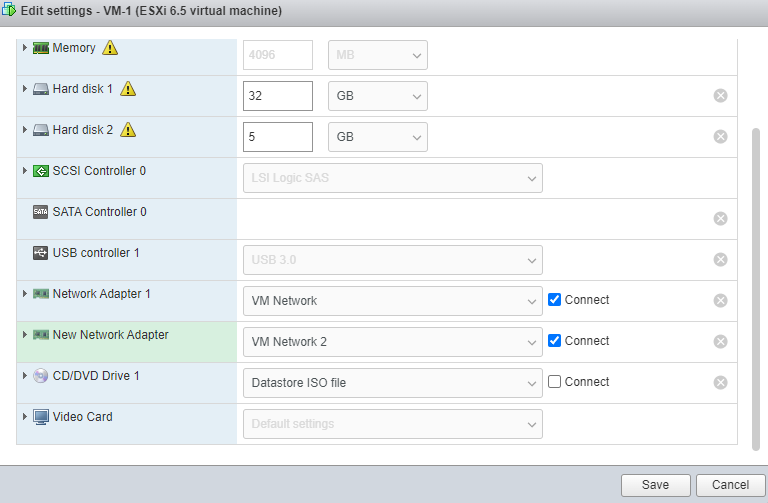 Edit settings - VM-1 (ESXi 6.5 virtual machine)
Memory 4096 MB
Hard disk 1 32 GB
Hard disk 2 5 GB
SCSI Controller 0 LSI Logic SAS
SATA SATA Controller 0
USB controller 1 USB 3.0
Network Adapter 1 VM Network Connect
New Network Adapter VM Network 2 Connect
CD/DVD Drive 1 Datastore ISO file Connect
Video Card Default settings
Save Cancel